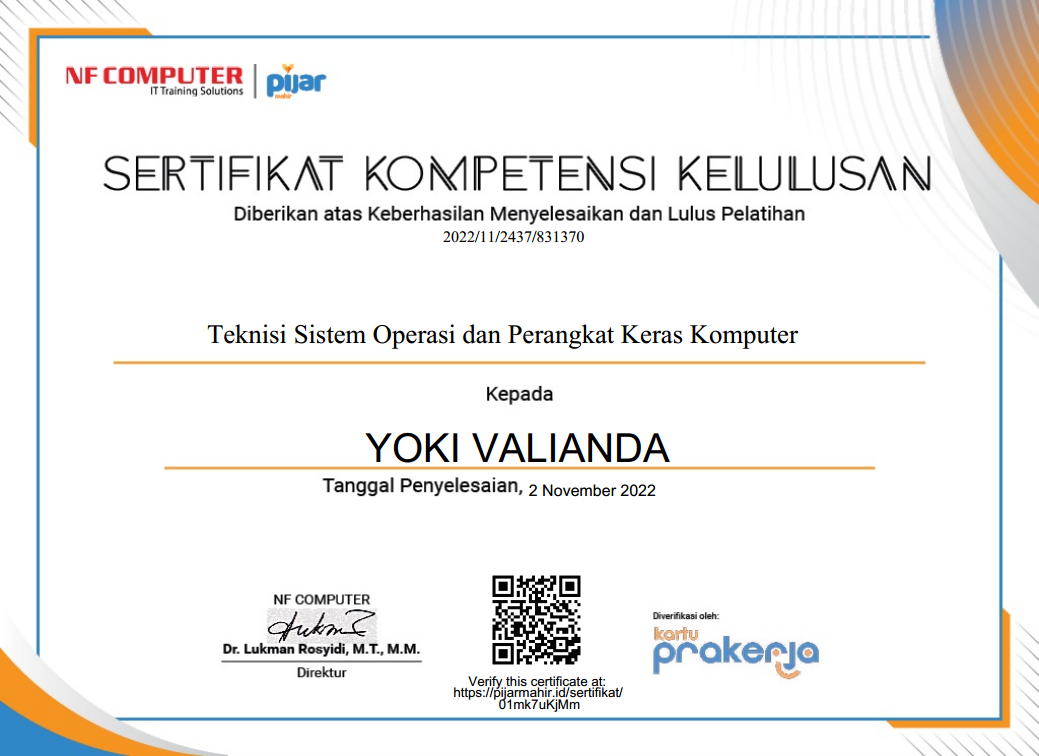 NF COMPUTER
IT Training Solutions
pijar
mahir
SERTIFIKAT KOMPETENSI KELULUSAN
Diberikan atas Keberhasilan Menyelesaikan dan Lulus Pelatihan
2022/11/2437/831370
Teknisi Sistem Operasi dan Perangkat Keras Komputer
Kepada
YOKI VALIANDA
Tanggal Penyelesaian, 2 November 2022
NF COMPUTER
Dr. Lukman Rosyidi, M.T., M.M.
Direktur
Verify this certificate at:
https://pijarmahir.id/sertifikat/
01mk7uKjMm
Diverifikasi oleh:
kartu
prakerja